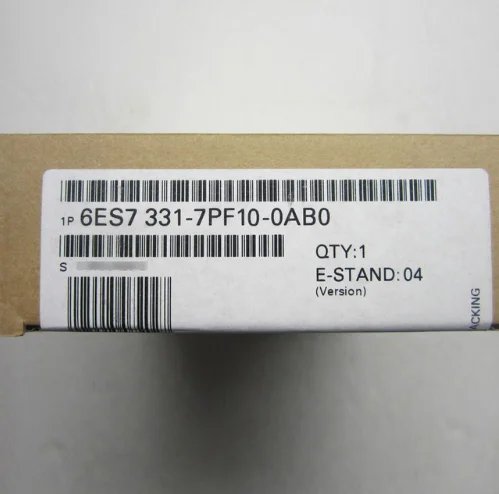 1P 6ES7 331-7PF10-0AB0
S
QTY:1
E-STAND: 04
(Version)
ACKING